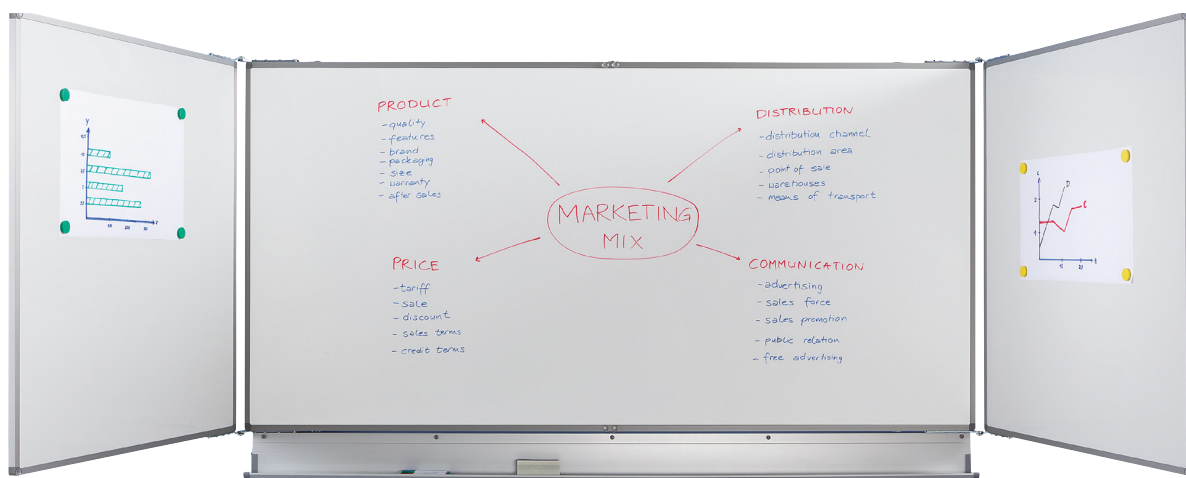 PRODUCT
-quality
-features
-brand
-packaging
-size
-warranty
-after sales
DISTRIBUTION
-distribution channel
-distribution area
-point of sale
-warehouses
-means of transport
MARKETING
MIX
PRICE
-tariff
-sale
-discount
-sales terms
-credit terms
COMMUNICATION
-advertising
-sales force
-sales promotion
-public relation
-free advertising
y
D
C
t